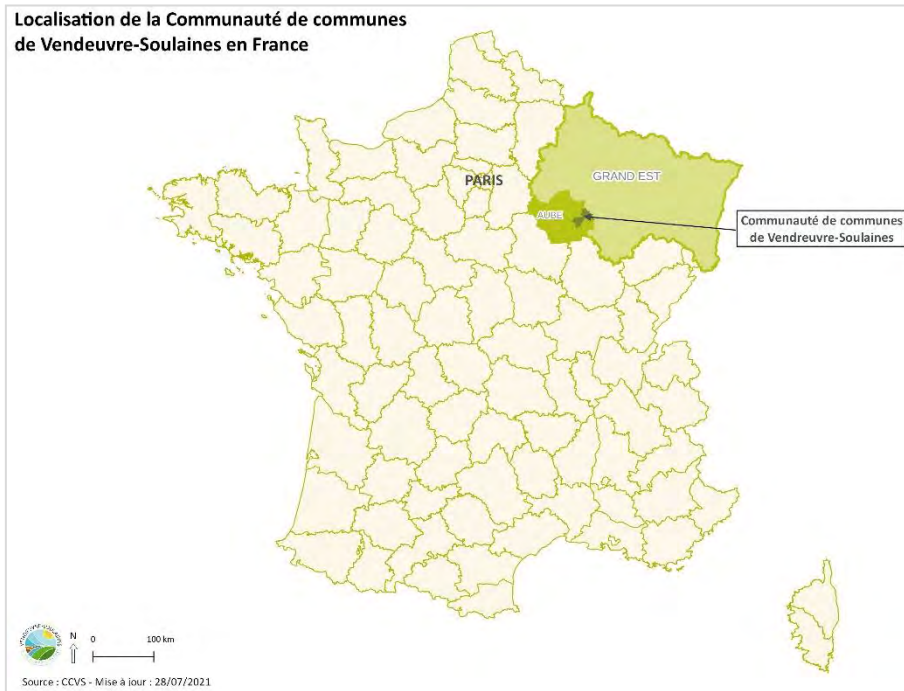 Localisation de la Communauté de communes
de Vendeuvre-Soulaines en France
PARIS
GRAND EST
AUBE
Communauté de communes
de Vendreuvre-Soulaines
N
0 100 km
Source : CCVS - Mise à jour : 28/07/2021